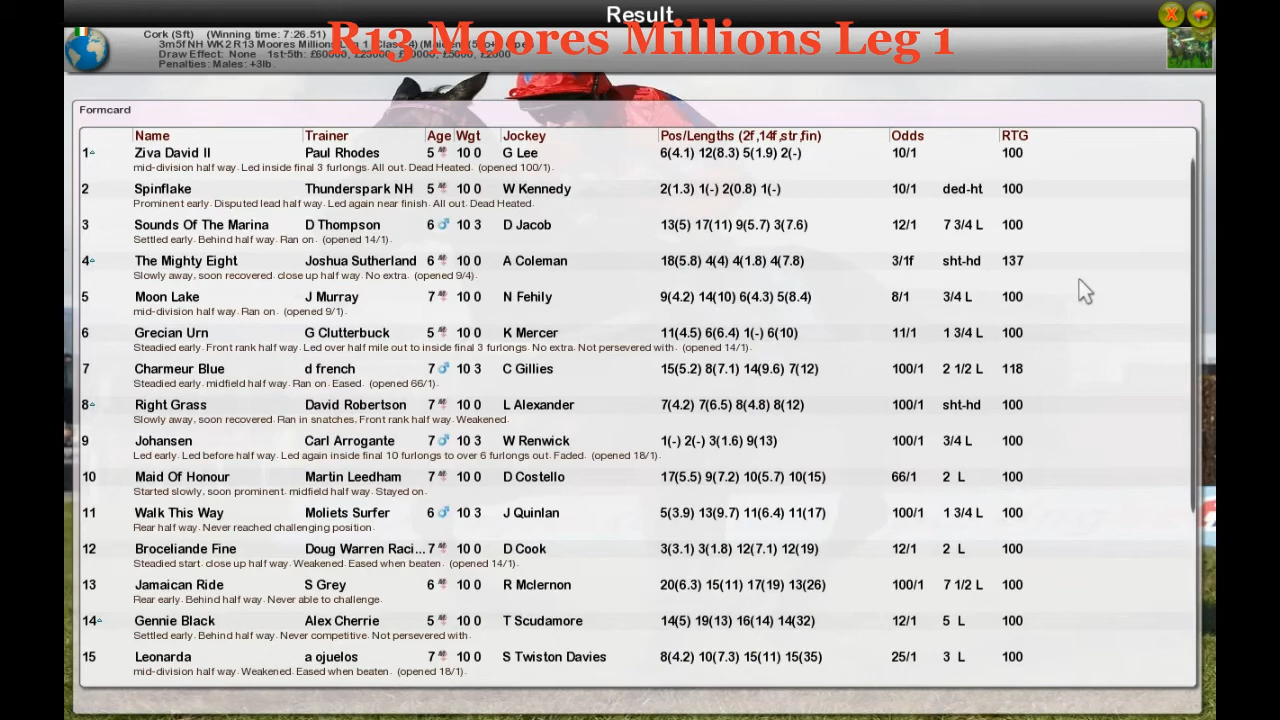 Result
R13 Moores Millions Leg 1
Cork (Sft) (Winning time: 7:26.51)
3m5f NH WK2 R13 Moores Millions Leg 1 (Class 4) (Maiden) (5yo+)
Draw Effect: None 1st-5th: £60000, £25000, £10000, £5000, £2000
Penalties: Males: +3lb
Formcard
Name Trainer Age Wgt Jockey Pos/Lengths (2f,14f,str,fin) Odds RTG
1 Ziva David II Paul Rhodes 5 10 0 G Lee 6(4.1) 12(8.3) 5(1.9) 2(-) 10/1 100
mid-division half way. Led inside final 3 furlongs. All out. Dead Heated. (opened 100/1).
2 Spinflake Thunderspark NH 5 10 0 W Kennedy 2(1.3) 1(-) 2(0.8) 1(-) 10/1 ded-ht 100
Prominent early. Disputed lead half way. Led again near finish. All out. Dead Heated.
3 Sounds Of The Marina D Thompson 6 10 3 D Jacob 13(5) 17(11) 9(5.7) 3(7.6) 12/1 7 3/4 L 100
Settled early. Behind half way. Ran on. (opened 14/1).
4 The Mighty Eight Joshua Sutherland 6 10 0 A Coleman 18(5.8) 4(4) 4(1.8) 4(7.8) 3/1f sht-hd 137
Slowly away, soon recovered. close up half way. No extra. (opened 9/4).
5 Moon Lake J Murray 7 10 0 N Fehily 9(4.2) 14(10) 6(4.3) 5(8.4) 8/1 3/4 L 100
mid-division half way. Ran on. (opened 9/1).
6 Grecian Urn G Clutterbuck 5 10 0 K Mercer 11(4.5) 6(6.4) 1(-) 6(10) 11/1 1 3/4 L 100
Steadied early. Front rank half way. Led over half mile out to inside final 3 furlongs. No extra. Not persevered with. (opened 14/1).
7 Charmeur Blue d french 7 10 3 C Gillies 15(5.2) 8(7.1) 14(9.6) 7(12) 100/1 2 1/2 L 118
Steadied early. midfield half way. Ran on. Eased. (opened 66/1).
8 Right Grass David Robertson 7 10 0 L Alexander 7(4.2) 7(6.5) 8(4.8) 8(12) 100/1 sht-hd 100
Slowly away, soon recovered. Ran in snatches, Front rank half way. Weakened.
9 Johansen Carl Arrogante 7 10 3 W Renwick 1(-) 2(-) 3(1.6) 9(13) 100/1 3/4 L 100
Led early. Led before half way. Led again inside final 10 furlongs to over 6 furlongs out. Faded. (opened 18/1).
10 Maid Of Honour Martin Leedham 7 10 0 D Costello 17(5.5) 9(7.2) 10(5.7) 10(15) 66/1 2 L 100
Started slowly, soon prominent. midfield half way. Stayed on.
11 Walk This Way Moliets Surfer 6 10 3 J Quinlan 5(3.9) 13(9.7) 11(6.4) 11(17) 100/1 1 3/4 L 100
Rear half way. Never reached challenging position.
12 Broceliande Fine Doug Warren Raci... 7 10 0 D Cook 3(3.1) 3(1.8) 12(7.1) 12(19) 12/1 2 L 100
Steadied start. close up half way. Weakened. Eased when beaten. (opened 14/1).
13 Jamaican Ride S Grey 6 10 0 R Mclernon 20(6.3) 15(11) 17(19) 13(26) 100/1 7 1/2 L 100
Rear early. Behind half way. Never able to challenge.
14 Gennie Black Alex Cherrie 5 10 0 T Scudamore 14(5) 19(13) 16(14) 14(32) 12/1 5 L 100
Settled early. Behind half way. Never competitive. Not persevered with.
15 Leonarda a ojuelos 7 10 0 S Twiston Davies 8(4.2) 10(7.3) 15(11) 15(35) 25/1 3 L 100
mid-division half way. Weakened. Eased when beaten. (opened 18/1).